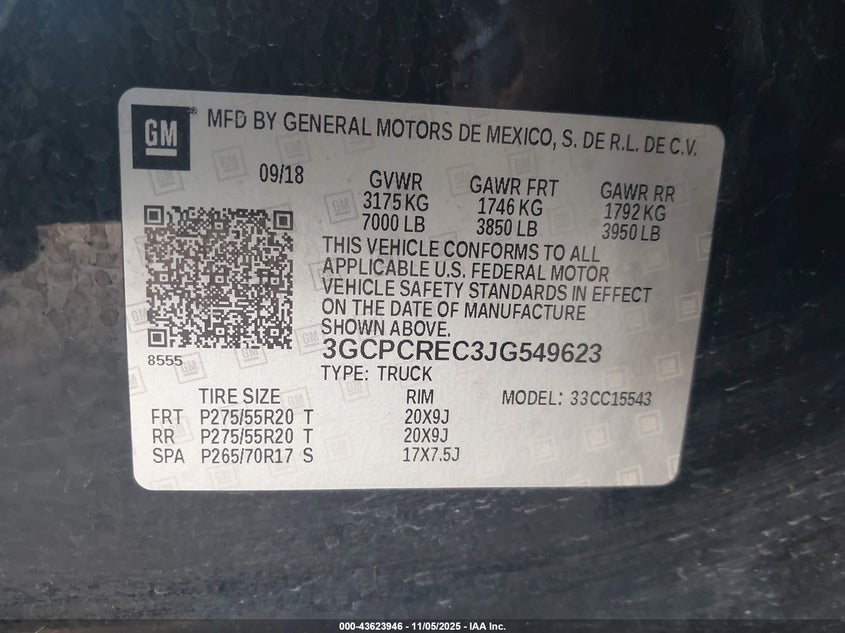 GM® MFD BY GENERAL MOTORS DE MEXICO, S. DE R.L. DE C.V.
09/18 GVWR GAWR FRT GAWR RR
3175 KG 1746 KG 1792 KG
7000 LB 3850 LB 3950 LB
THIS VEHICLE CONFORMS TO ALL
APPLICABLE U.S. FEDERAL MOTOR
VEHICLE SAFETY STANDARDS IN EFFECT
ON THE DATE OF MANUFACTURE
SHOWN ABOVE.
8555 3GCPCREC3JG549623
TYPE: TRUCK
TIRE SIZE RIM MODEL: 33CC15543
FRT P275/55R20 T 20X9J
RR P275/55R20 T 20X9J
SPA P265/70R17 S 17X7.5J
000-43623946 - 11/05/2025 - IAA Inc.